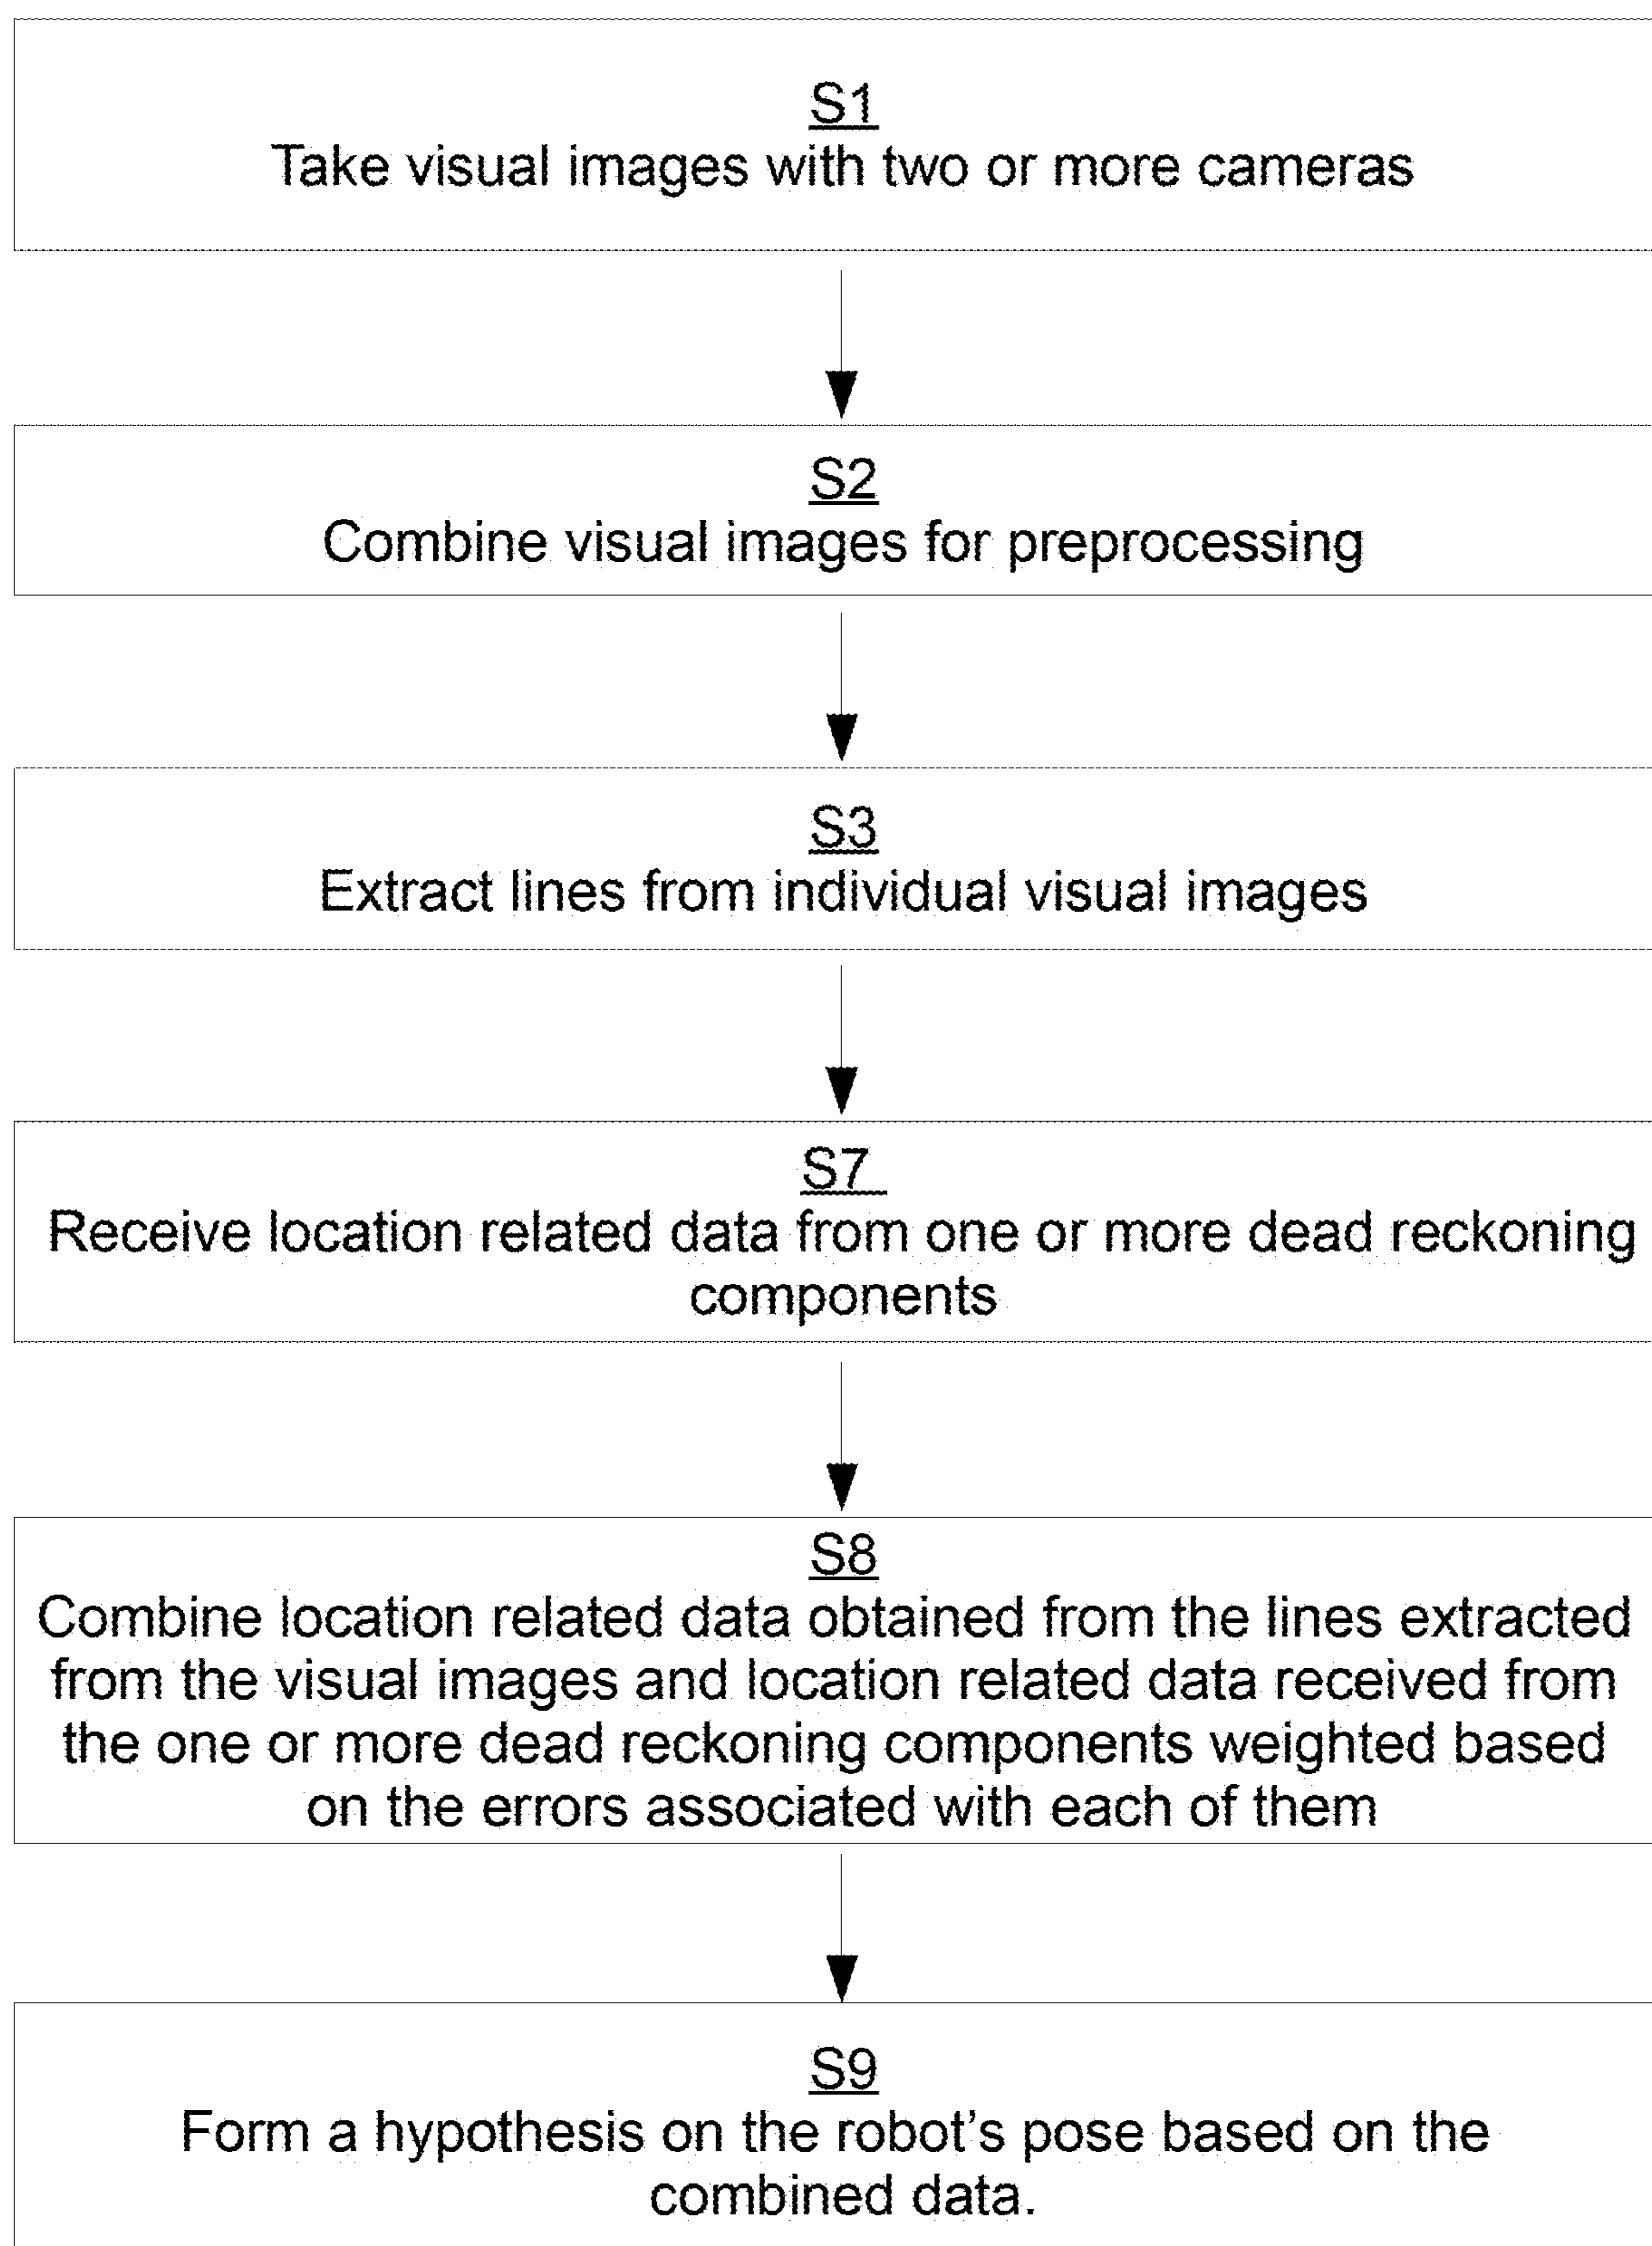 S1
Take visual images with two or more cameras
S2
Combine visual images for preprocessing
S3
Extract lines from individual visual images
S7
Receive location related data from one or more dead reckoning
components
S8
Combine location related data obtained from the lines extracted
from the visual images and location related data received from
the one or more dead reckoning components weighted based
on the errors associated with each of them
S9
Form a hypothesis on the robot's pose based on the
combined data.